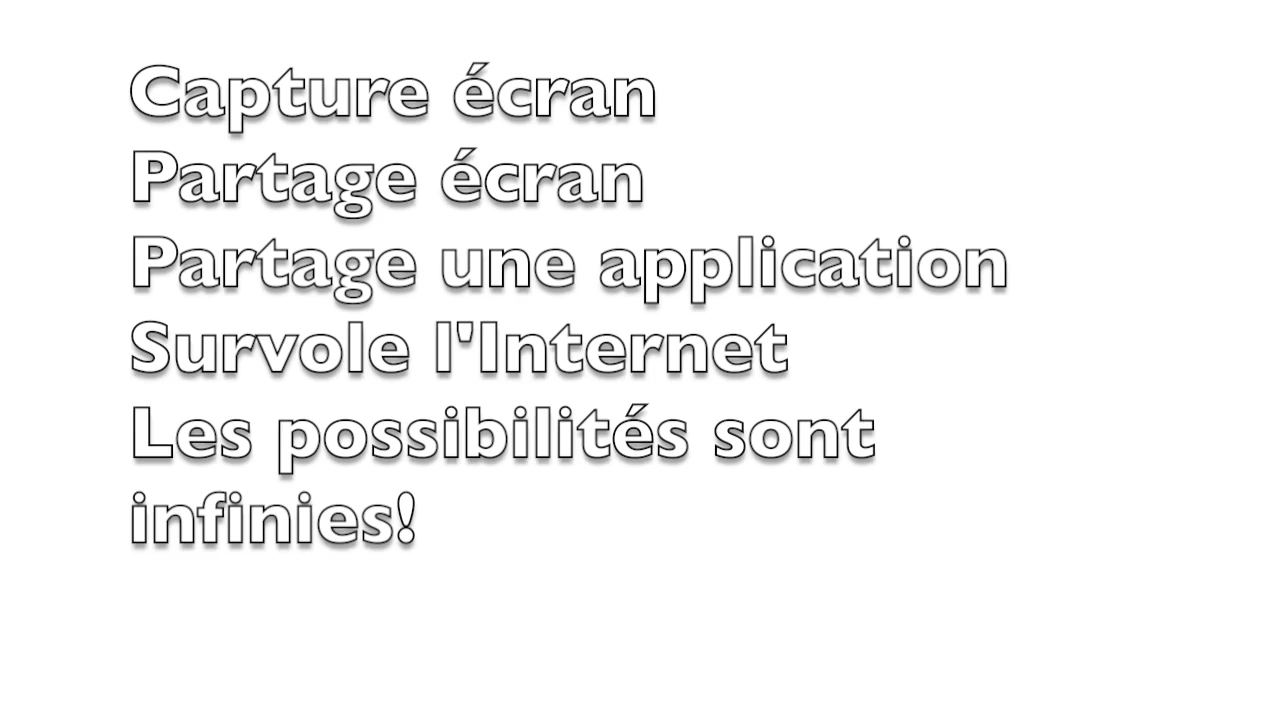 Capture écran
Partage écran
Partage une application
Survole l'Internet
Les possibilités sont
infinies!